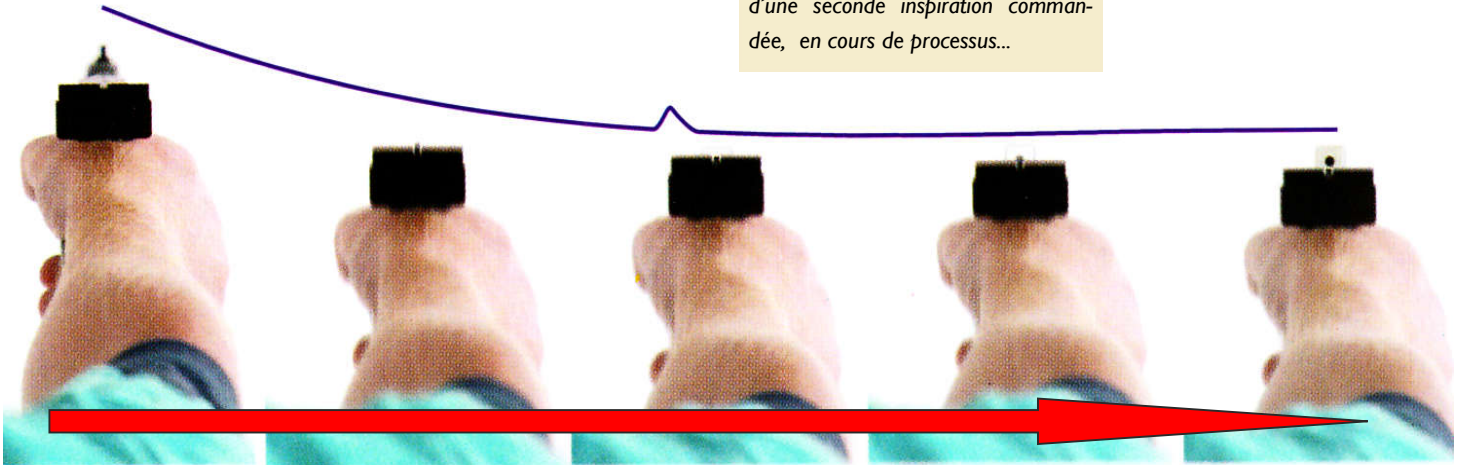 d'une seconde inspiration comman-
dée, en cours de processus...